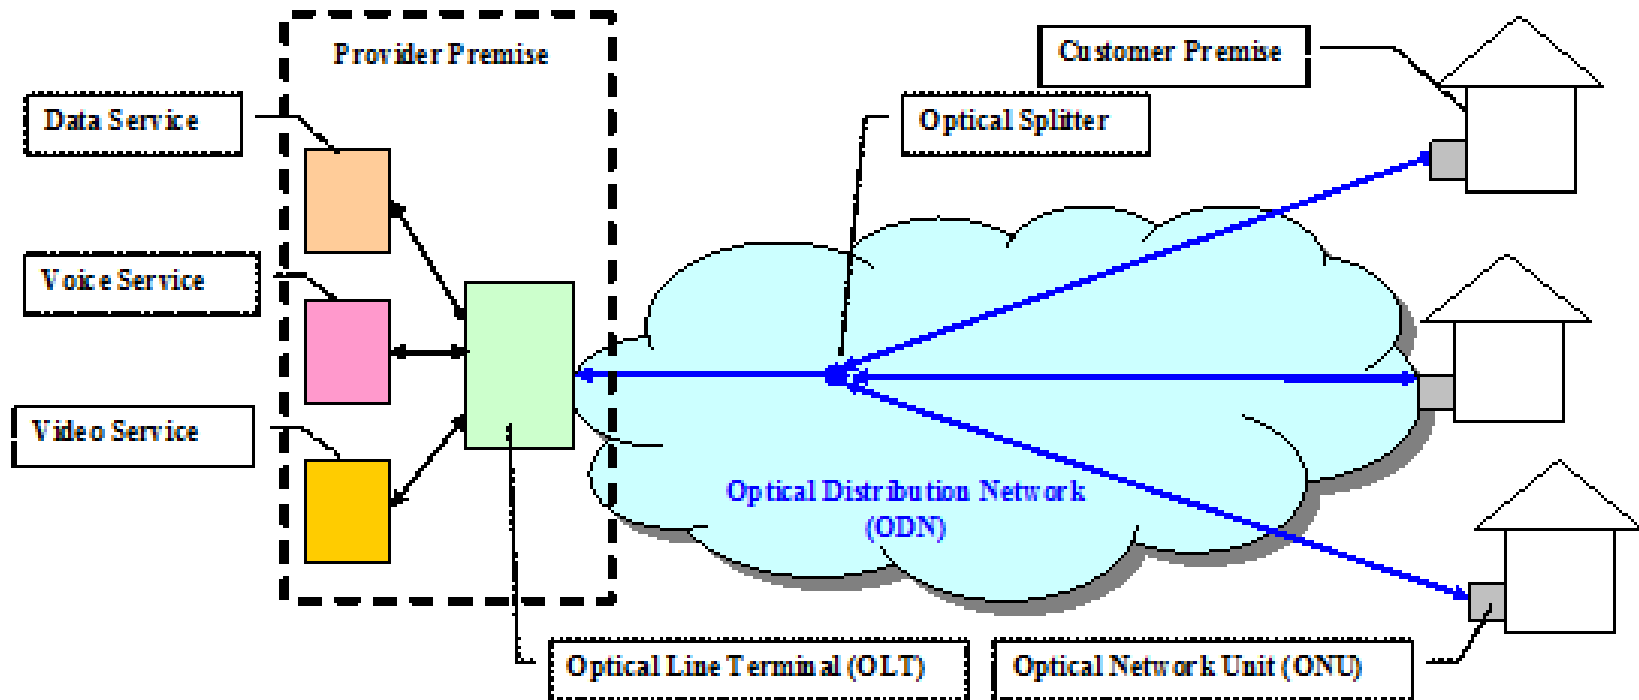 Provider Premise
Customer Premise
Data Service
Optical Splitter
Voice Service
Video Service
Optical Distribution Network
(ODN)
Optical Line Terminal (OLT)
Optical Network Unit (ONU)